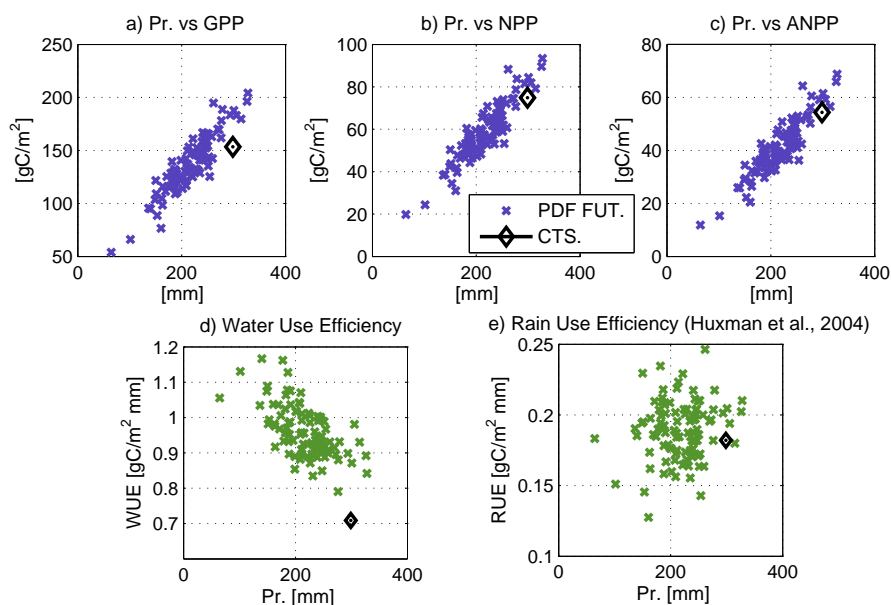 a) Pr. vs GPP
[gC/m²]
250
200
150
100
50
0
200
400
[mm]
b) Pr. vs NPP
[gC/m²]
100
80
60
40
20
0
0
200
400
[mm]
PDF FUT.
CTS.
c) Pr. vs ANPP
[gC/m²]
80
60
40
20
0
0
200
400
[mm]
d) Water Use Efficiency
WUE [gC/m² mm]
1.2
1.1
1
0.9
0.8
0.7
0
200
400
Pr. [mm]
e) Rain Use Efficiency (Huxman et al., 2004)
RUE [gC/m² mm]
0.25
0.2
0.15
0.1
0
200
400
Pr. [mm]